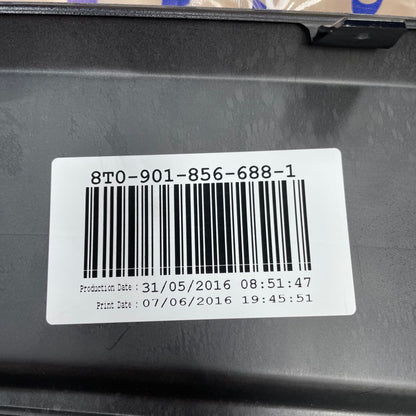 8T0-901-856-688-1
Production Date : 31/05/2016 08:51:47
Print Date : 07/06/2016 19:45:51